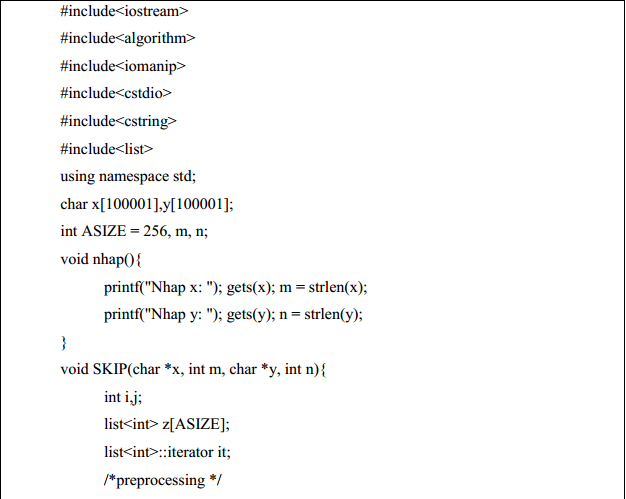 #include<iostream>
#include<algorithm>
#include<iomanip>
#include<cstdio>
#include<cstring>
#include<list>
using namespace std;
char x[100001],y[100001];
int ASIZE = 256, m, n;
void nhap(){
printf("Nhap x: "); gets(x); m = strlen(x);
printf("Nhap y: "); gets(y); n = strlen(y);
}
void SKIP(char *x, int m, char *y, int n){
int i,j;
list<int> z[ASIZE];
list<int>::iterator it;
/*preprocessing */